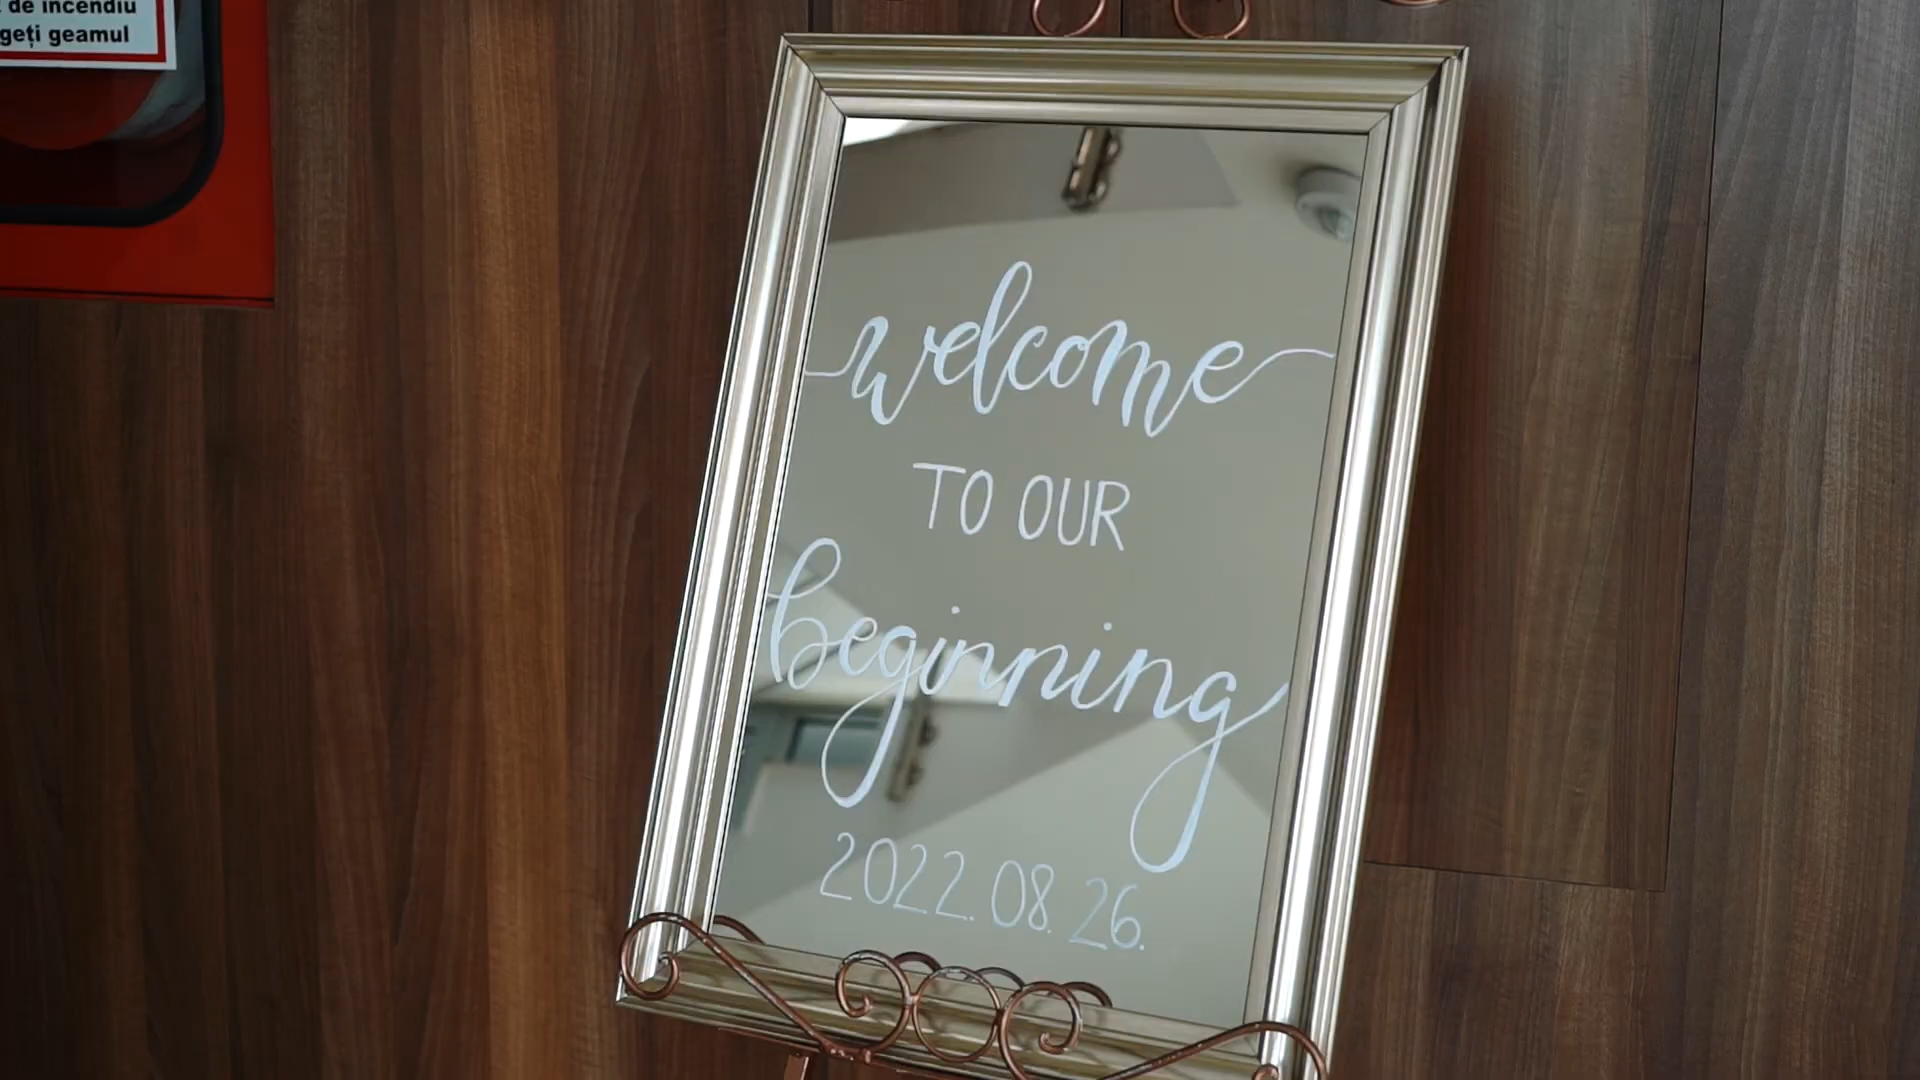 de incendiu
geți geamul
welcome
TO OUR
beginning
2022. 08. 26.